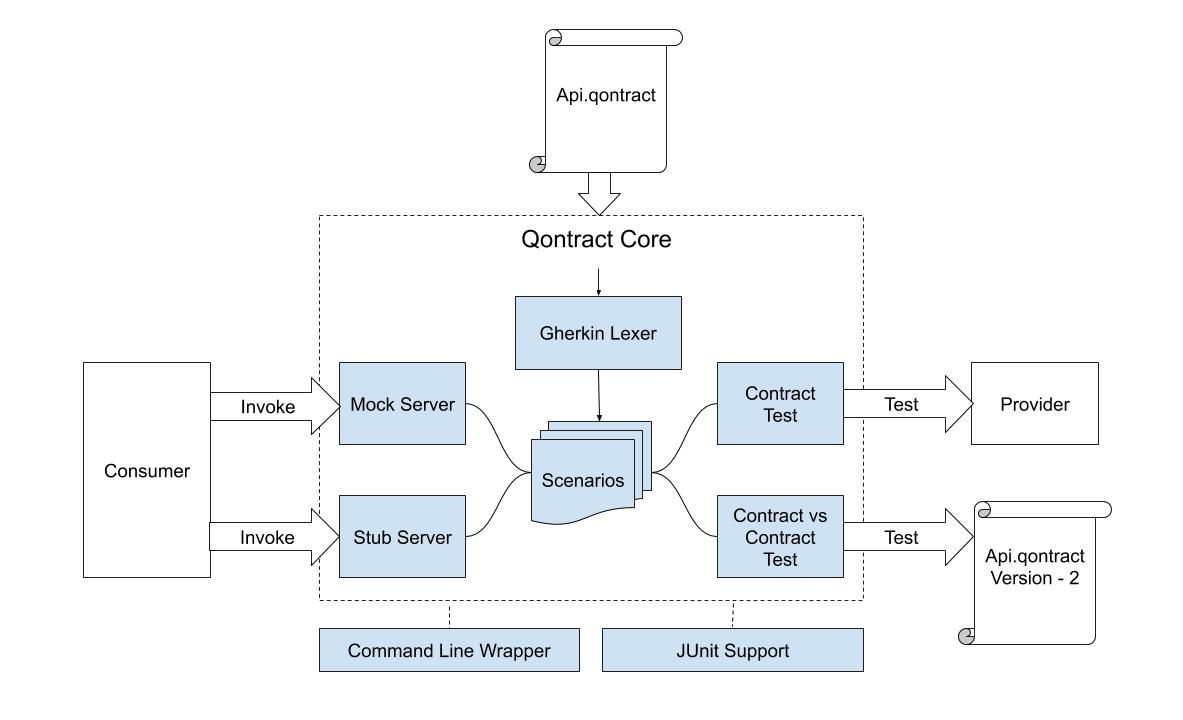 Api.qontract
Qontract Core
Gherkin Lexer
Consumer
Invoke
Mock Server
Invoke
Stub Server
Scenarios
Contract
Test
Test
Provider
Contract vs
Contract
Test
Test
Api.qontract
Version - 2
Command Line Wrapper
JUnit Support